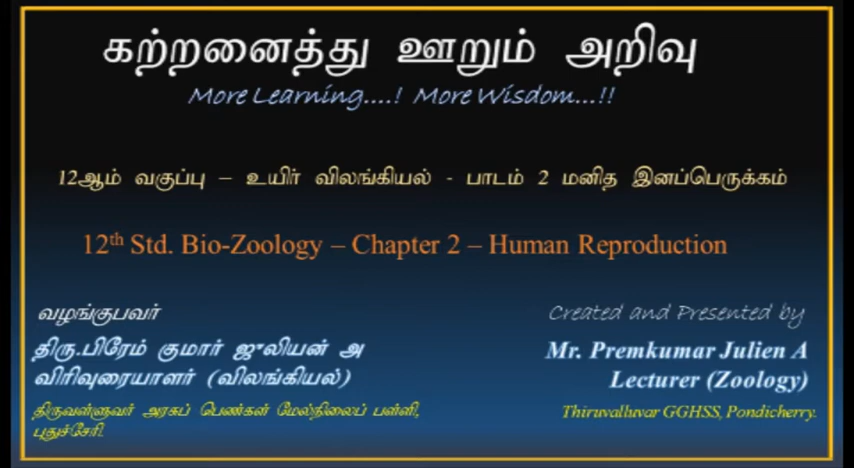 கற்றனைத்து ஊறும் அறிவு
More Learning....! More Wisdom...!!
12ஆம் வகுப்பு – உயிர் விலங்கியல் - பாடம் 2 மனித இனப்பெருக்கம்
12th Std. Bio-Zoology – Chapter 2 – Human Reproduction
வழங்குபவர்
திரு.பிரேம் குமார் ஜுலியன் அ
விரிவுரையாளர் (விலங்கியல்)
திருவள்ளுவர் அரசுப் பெண்கள் மேல்நிலைப் பள்ளி,
புதுச்சேரி.
Created and Presented by
Mr. Premkumar Julien A
Lecturer (Zoology)
Thiruvalluvar GGHSS, Pondicherry.